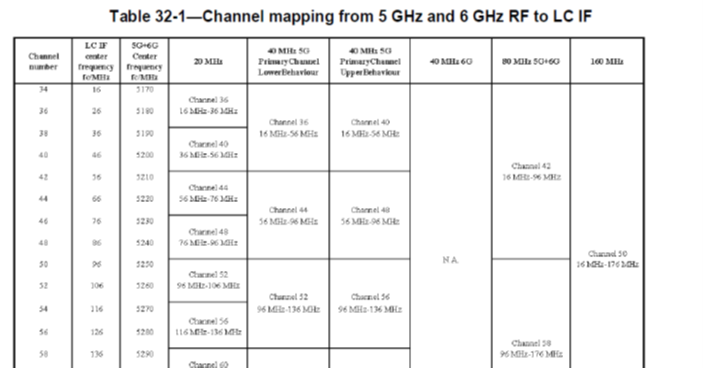 Table 32-1—Channel mapping from 5 GHz and 6 GHz RF to LC IF
Channel number
LC IF center frequency fc/MHz
5G+6G Center frequency fc/MHz
20 MHz
40 MHz 5G PrimaryChannel LowerBehaviour
40 MHz 5G PrimaryChannel UpperBehaviour
40 MHz 6G
80 MHz 5G+6G
160 MHz
34 16 5170
Channel 36
36 26 5180
16 MHz-36 MHz
Channel 36
16 MHz-56 MHz
Channel 40
16 MHz-56 MHz
38 36 5190
Channel 40
40 46 5200
36 MHz-56 MHz
Channel 42
16 MHz-96 MHz
42 56 5210
Channel 44
44 66 5220
56 MHz-76 MHz
Channel 44
56 MHz-96 MHz
Channel 48
56 MHz-96 MHz
46 76 5230
Channel 48
48 86 5240
76 MHz-96 MHz
N.A.
Channel 50
16 MHz-176 MHz
50 96 5250
Channel 52
52 106 5260
96 MHz-106 MHz
Channel 52
96 MHz-136 MHz
Channel 56
96 MHz-136 MHz
54 116 5270
Channel 56
56 126 5280
116 MHz-136 MHz
Channel 58
96 MHz-176 MHz
58 136 5290
Channel 60